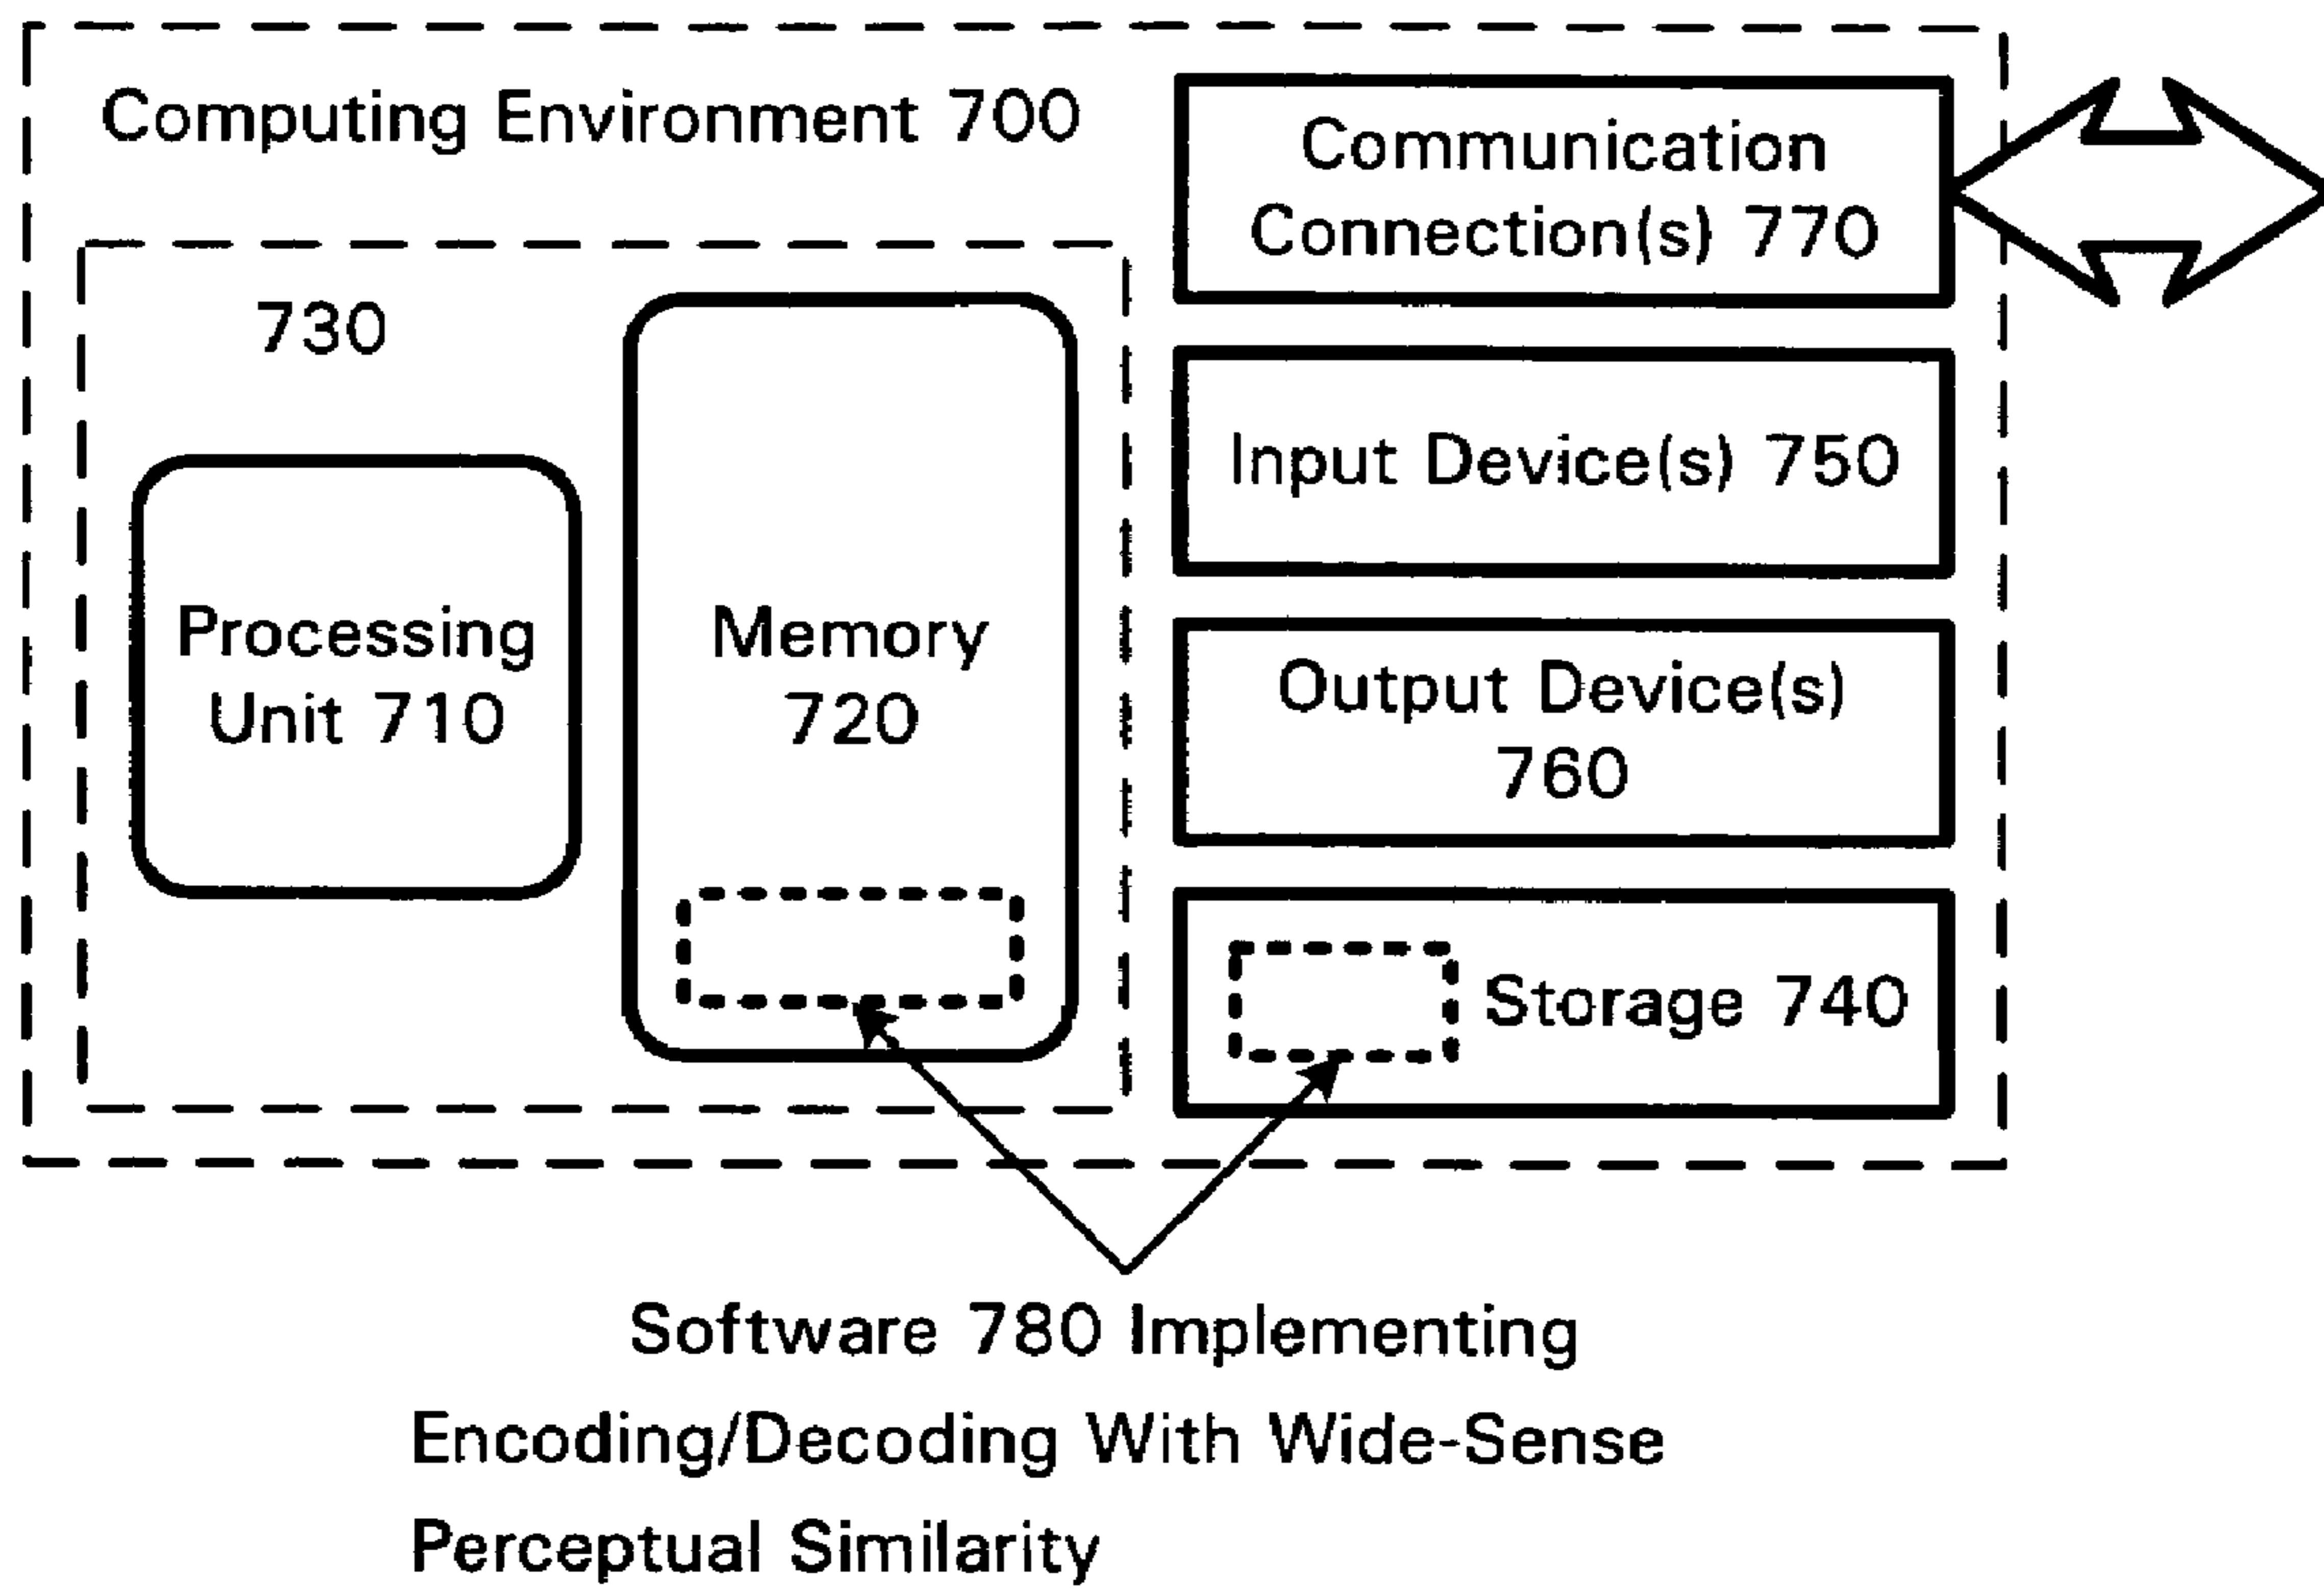 Computing Environment 700
Communication
Connection(s) 770
730
Input Device(s) 750
Processing
Unit 710
Memory
720
Output Device(s)
760
Storage 740
Software 780 Implementing
Encoding/Decoding With Wide-Sense
Perceptual Similarity